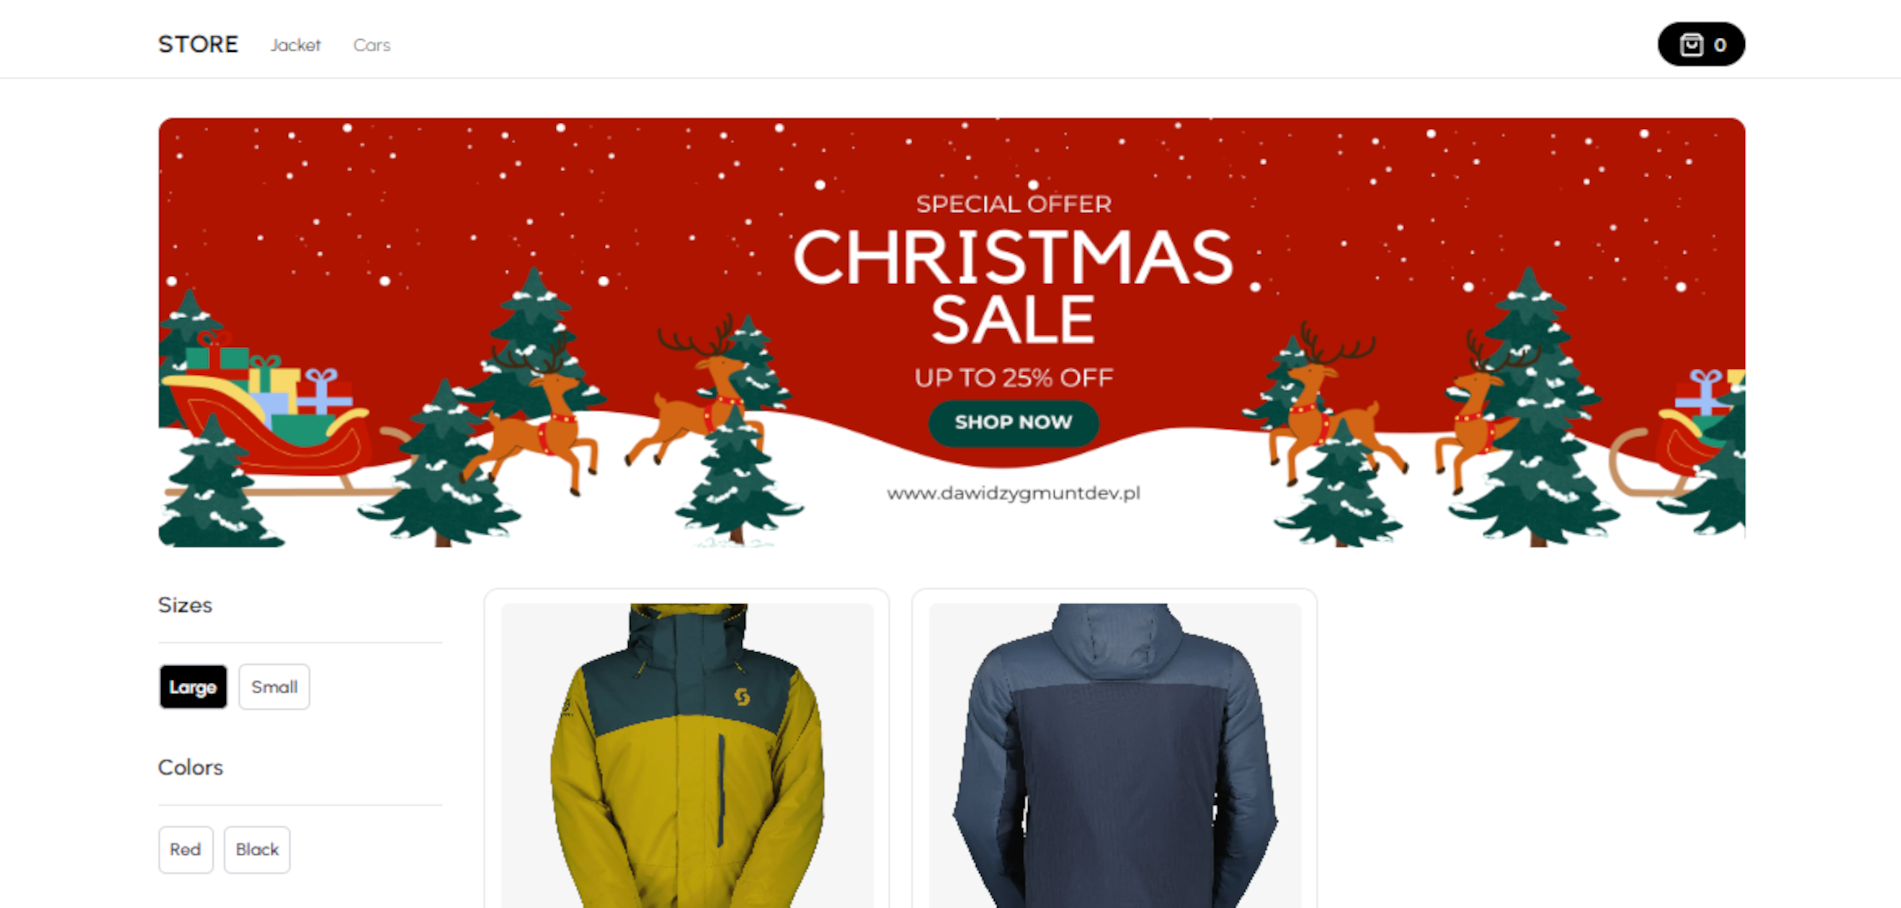 STORE Jacket Cars 0
SPECIAL OFFER
CHRISTMAS
SALE
UP TO 25% OFF
SHOP NOW
www.dawidzygmuntdev.pl
Sizes
Large Small
Colors
Red Black